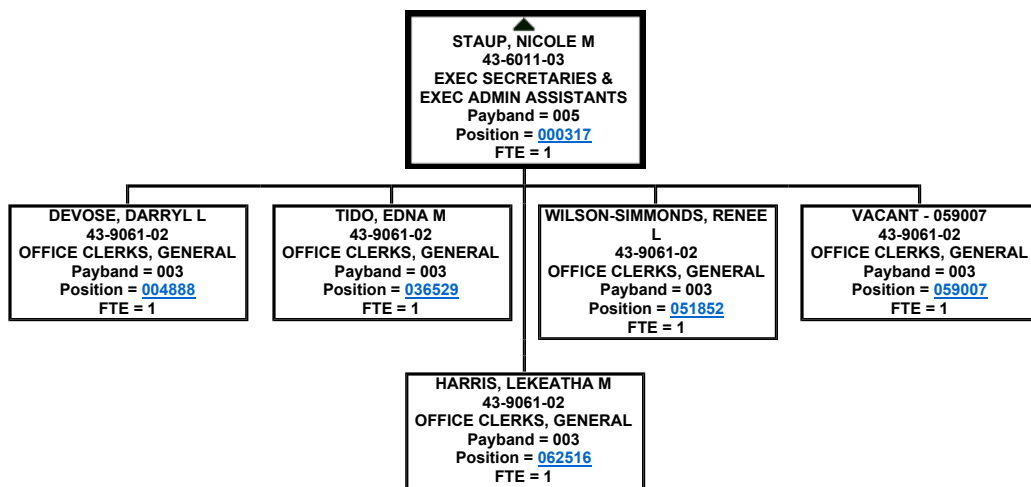 STAUP, NICOLE M
43-6011-03
EXEC SECRETARIES &
EXEC ADMIN ASSISTANTS
Payband = 005
Position = 000317
FTE = 1
DEVOSE, DARRYL L
43-9061-02
OFFICE CLERKS, GENERAL
Payband = 003
Position = 004888
FTE = 1
TIDO, EDNA M
43-9061-02
OFFICE CLERKS, GENERAL
Payband = 003
Position = 036529
FTE = 1
WILSON-SIMMONDS, RENEE
L
43-9061-02
OFFICE CLERKS, GENERAL
Payband = 003
Position = 051852
FTE = 1
VACANT - 059007
43-9061-02
OFFICE CLERKS, GENERAL
Payband = 003
Position = 059007
FTE = 1
HARRIS, LEKEATHA M
43-9061-02
OFFICE CLERKS, GENERAL
Payband = 003
Position = 062516
FTE = 1